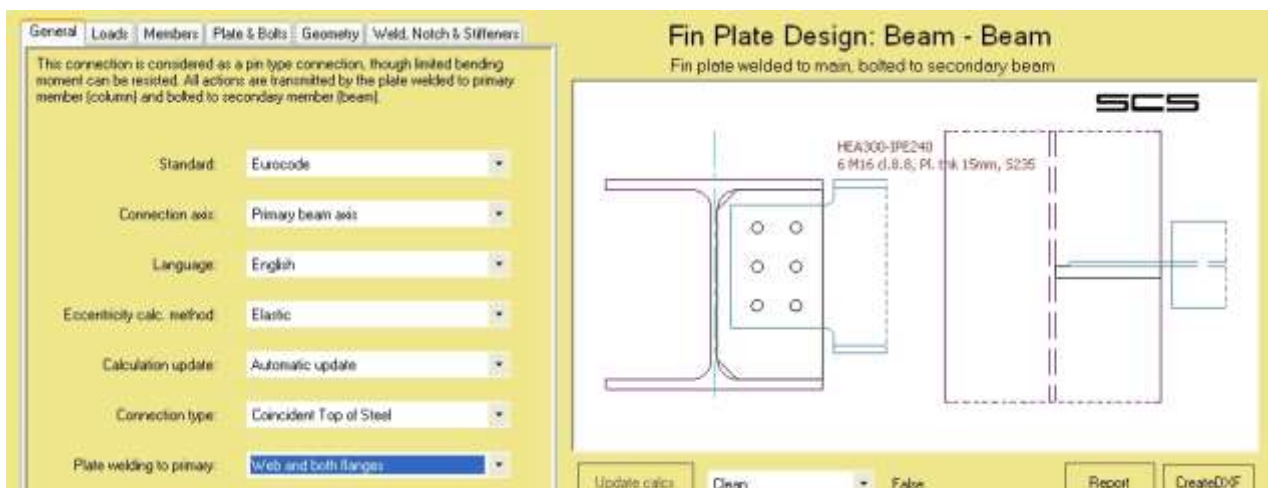 General Loads Members Plate & Bolts Geometry Weld, Notch & Stiffeners
This connection is considered as a pin type connection, though limited bending
moment can be resisted. All actions are transmitted by the plate welded to primary
member (column) and bolted to secondary member (beam).
Standard: Eurocode
Connection axis: Primary beam axis
Language: English
Eccentricity calc. method: Elastic
Calculation update: Automatic update
Connection type: Coincident Top of Steel
Plate welding to primary: Web and both flanges
Fin Plate Design: Beam - Beam
Fin plate welded to main, bolted to secondary beam
SCS
HEA300-IPE240
6 M16 cl.8.8, Pl. thk 15mm, S235
Update calcs Clean False Report CreateDXF